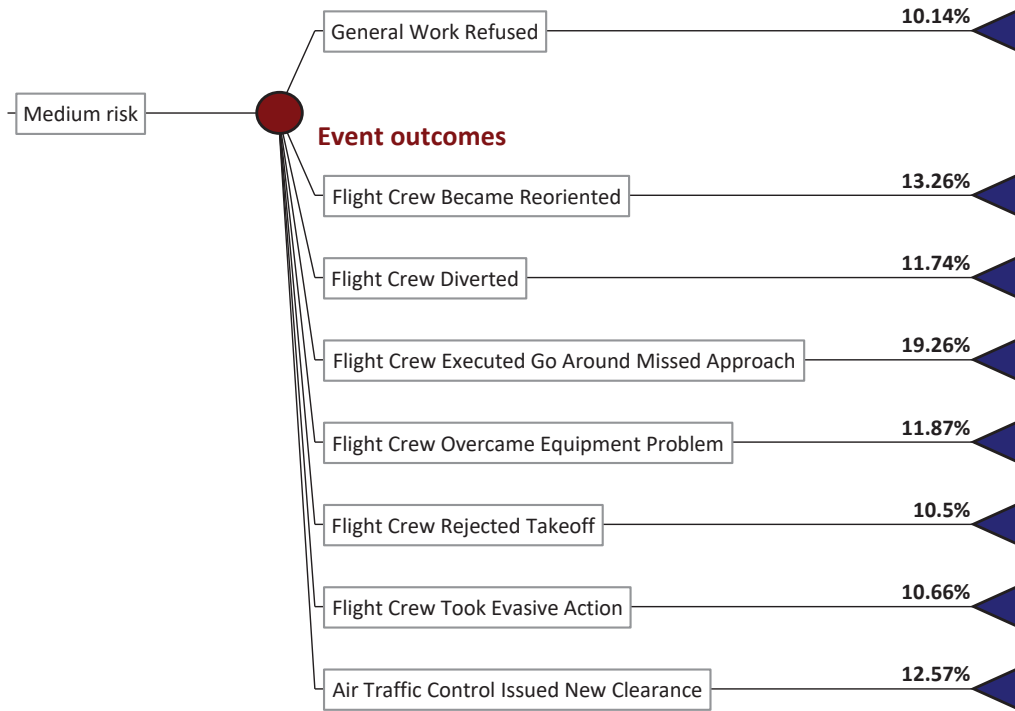 General Work Refused
10.14%
Medium risk
Event outcomes
Flight Crew Became Reoriented
13.26%
Flight Crew Diverted
11.74%
Flight Crew Executed Go Around Missed Approach
19.26%
Flight Crew Overcame Equipment Problem
11.87%
Flight Crew Rejected Takeoff
10.5%
Flight Crew Took Evasive Action
10.66%
Air Traffic Control Issued New Clearance
12.57%